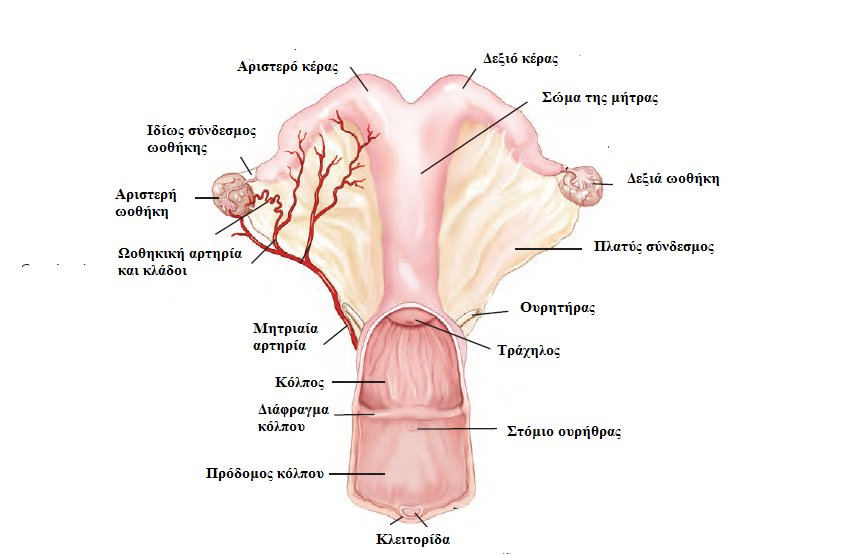 Αριστερό κέρας
Δεξιό κέρας
Σώμα της μήτρας
Ιδίως σύνδεσμος
ωοθήκης
Δεξιά ωοθήκη
Αριστερή
ωοθήκη
Πλατύς σύνδεσμος
Ωοθηκική αρτηρία
και κλάδοι
Ουρητήρας
Μητριαία
αρτηρία
Τράχηλος
Κόλπος
Διάφραγμα
κόλπου
Στόμιο ουρήθρας
Πρόδομος κόλπου
Κλειτορίδα